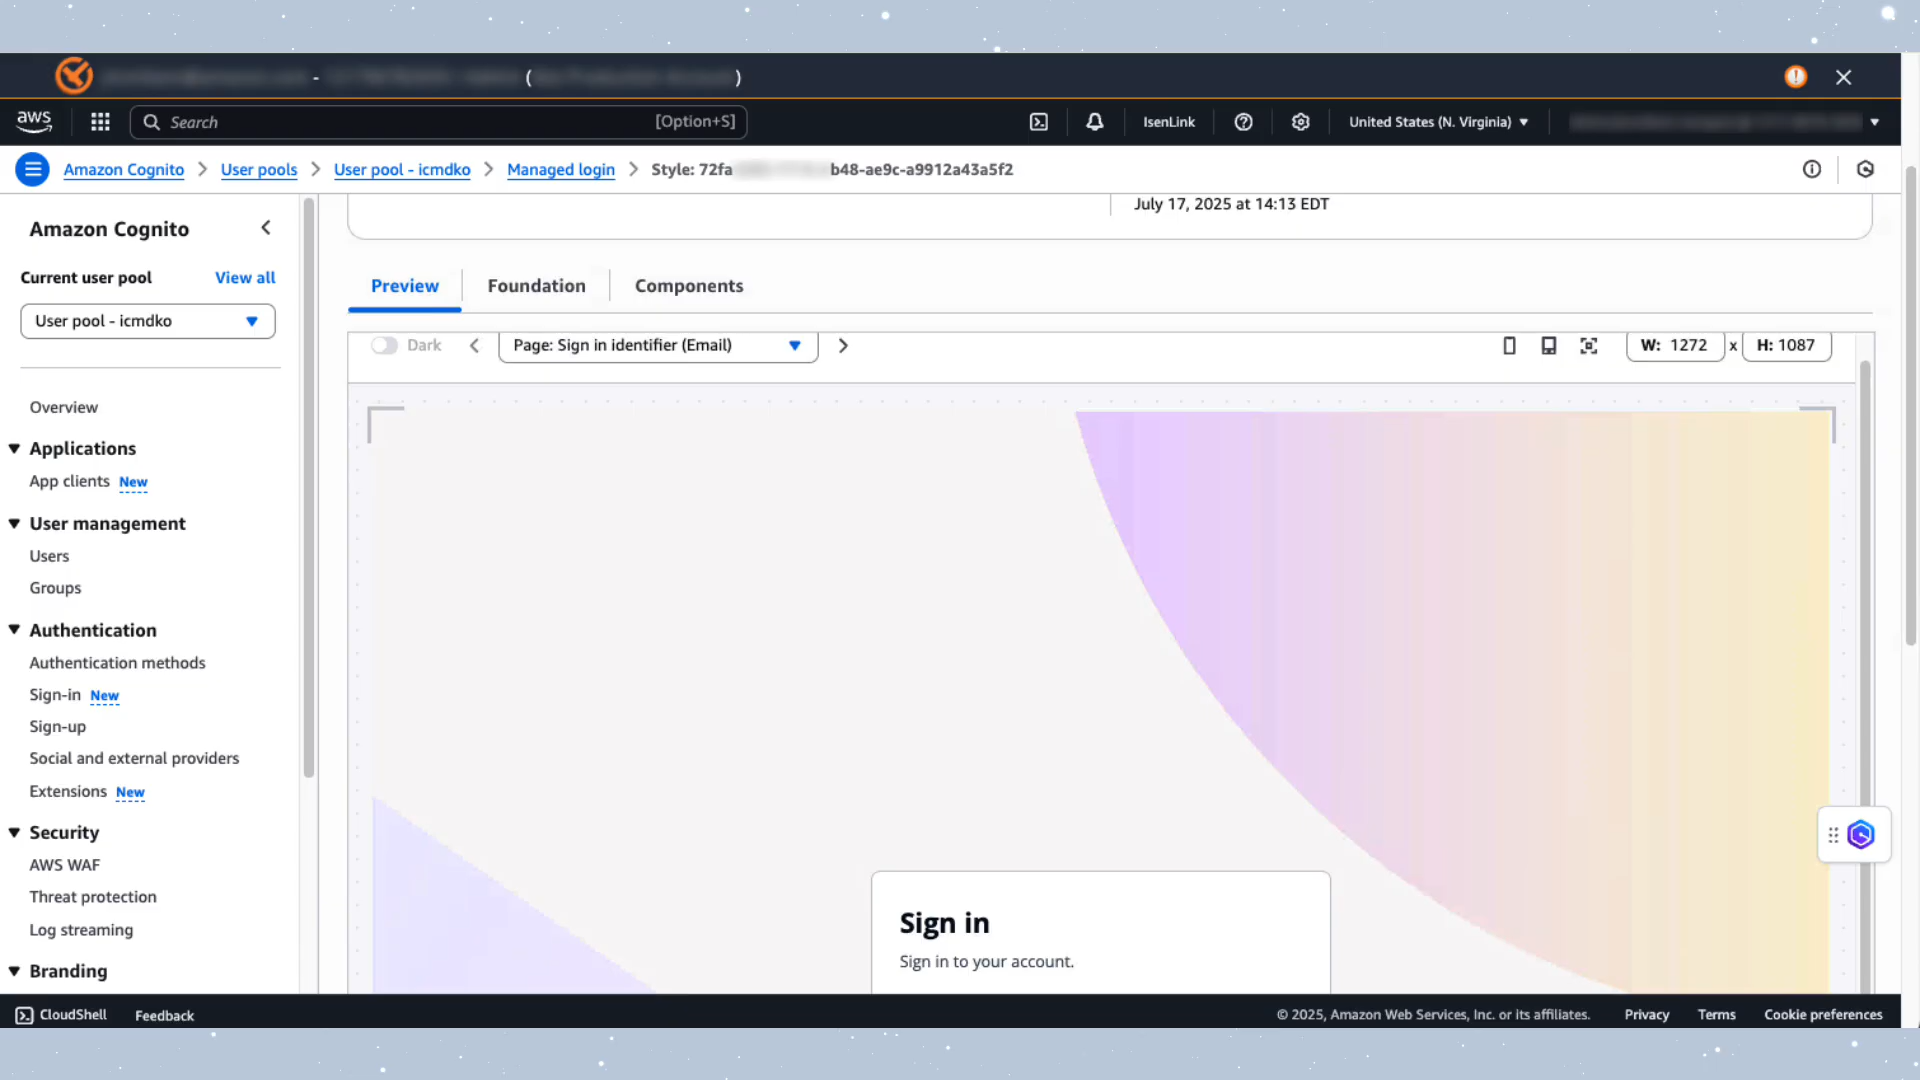 - ( )
aws Search [Option+S] IsenLink United States (N. Virginia)
Amazon Cognito User pools User pool - icmdko Managed login Style: 72fa b48-ae9c-a9912a43a5f2
Amazon Cognito
Current user pool View all
User pool - icmdko
Overview
Applications
App clients New
User management
Users
Groups
Authentication
Authentication methods
Sign-in New
Sign-up
Social and external providers
Extensions New
Security
AWS WAF
Threat protection
Log streaming
Branding
July 17, 2025 at 14:13 EDT
Preview Foundation Components
Dark Page: Sign in identifier (Email) W: 1272 x H: 1087
Sign in
Sign in to your account.
CloudShell Feedback © 2025, Amazon Web Services, Inc. or its affiliates. Privacy Terms Cookie preferences